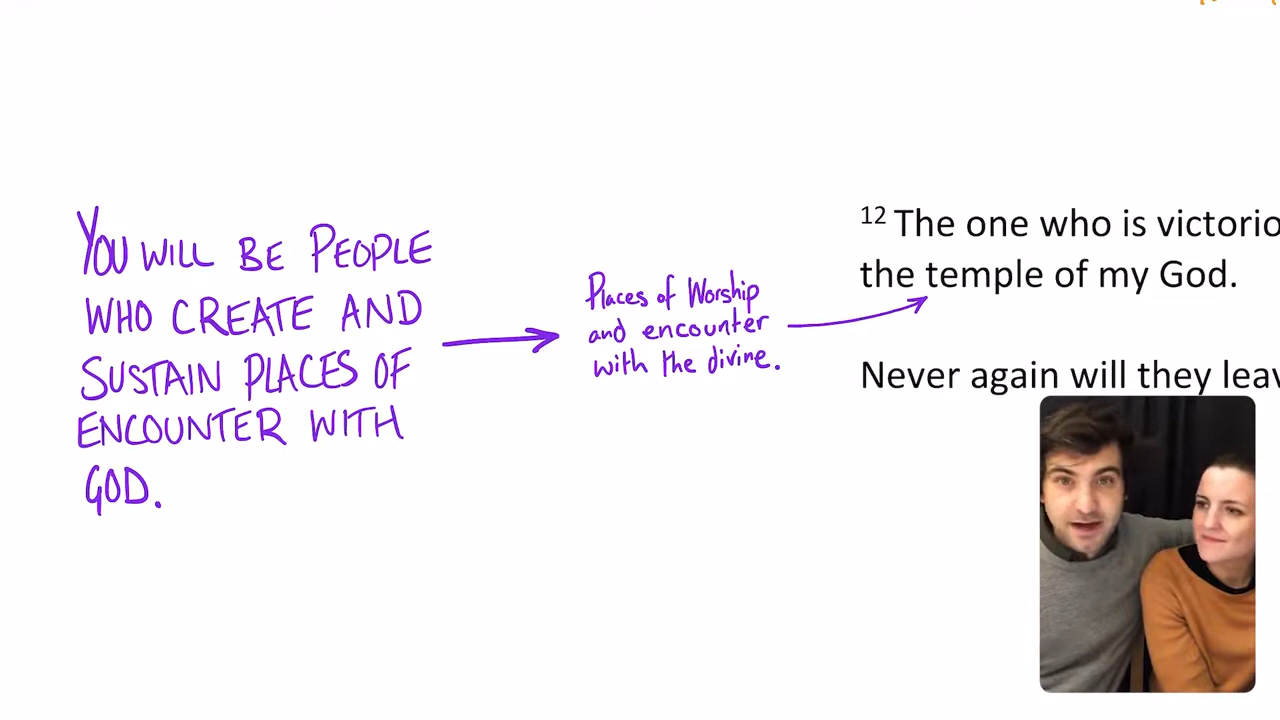 YOU WILL BE PEOPLE
WHO CREATE AND
SUSTAIN PLACES OF
ENCOUNTER WITH
GOD.
Places of Worship
and encounter
with the divine.
12 The one who is victorio
the temple of my God.
Never again will they leav